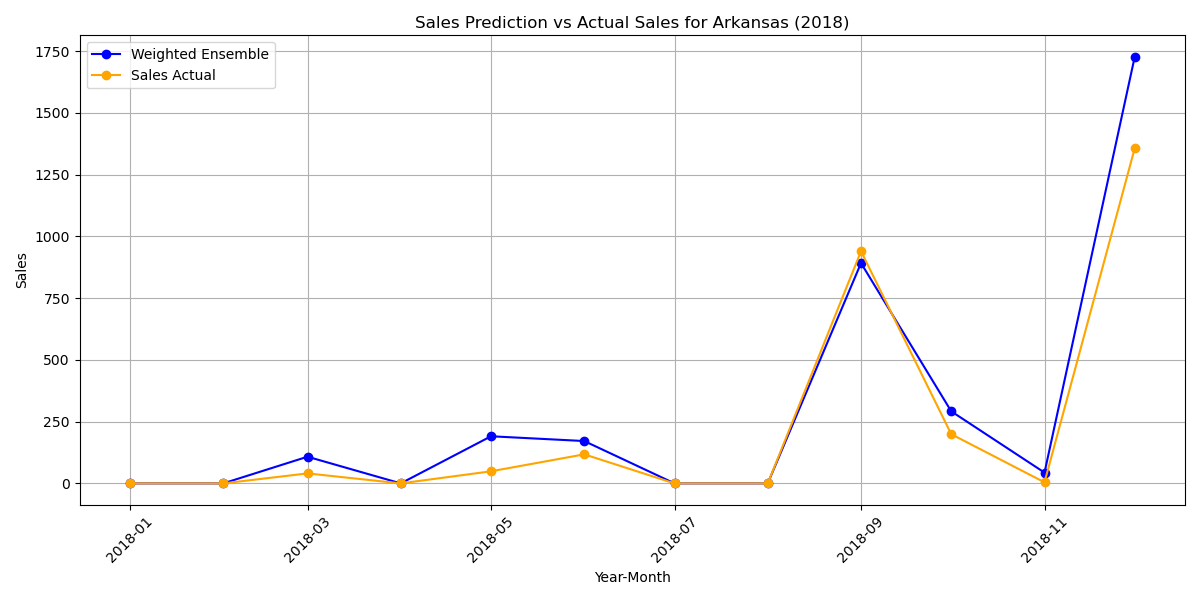 Sales Prediction vs Actual Sales for Arkansas (2018)
Weighted Ensemble
Sales Actual
1750
1500
1250
1000
750
500
250
0
Sales
2018-01
2018-03
2018-05
2018-07
2018-09
2018-11
Year-Month